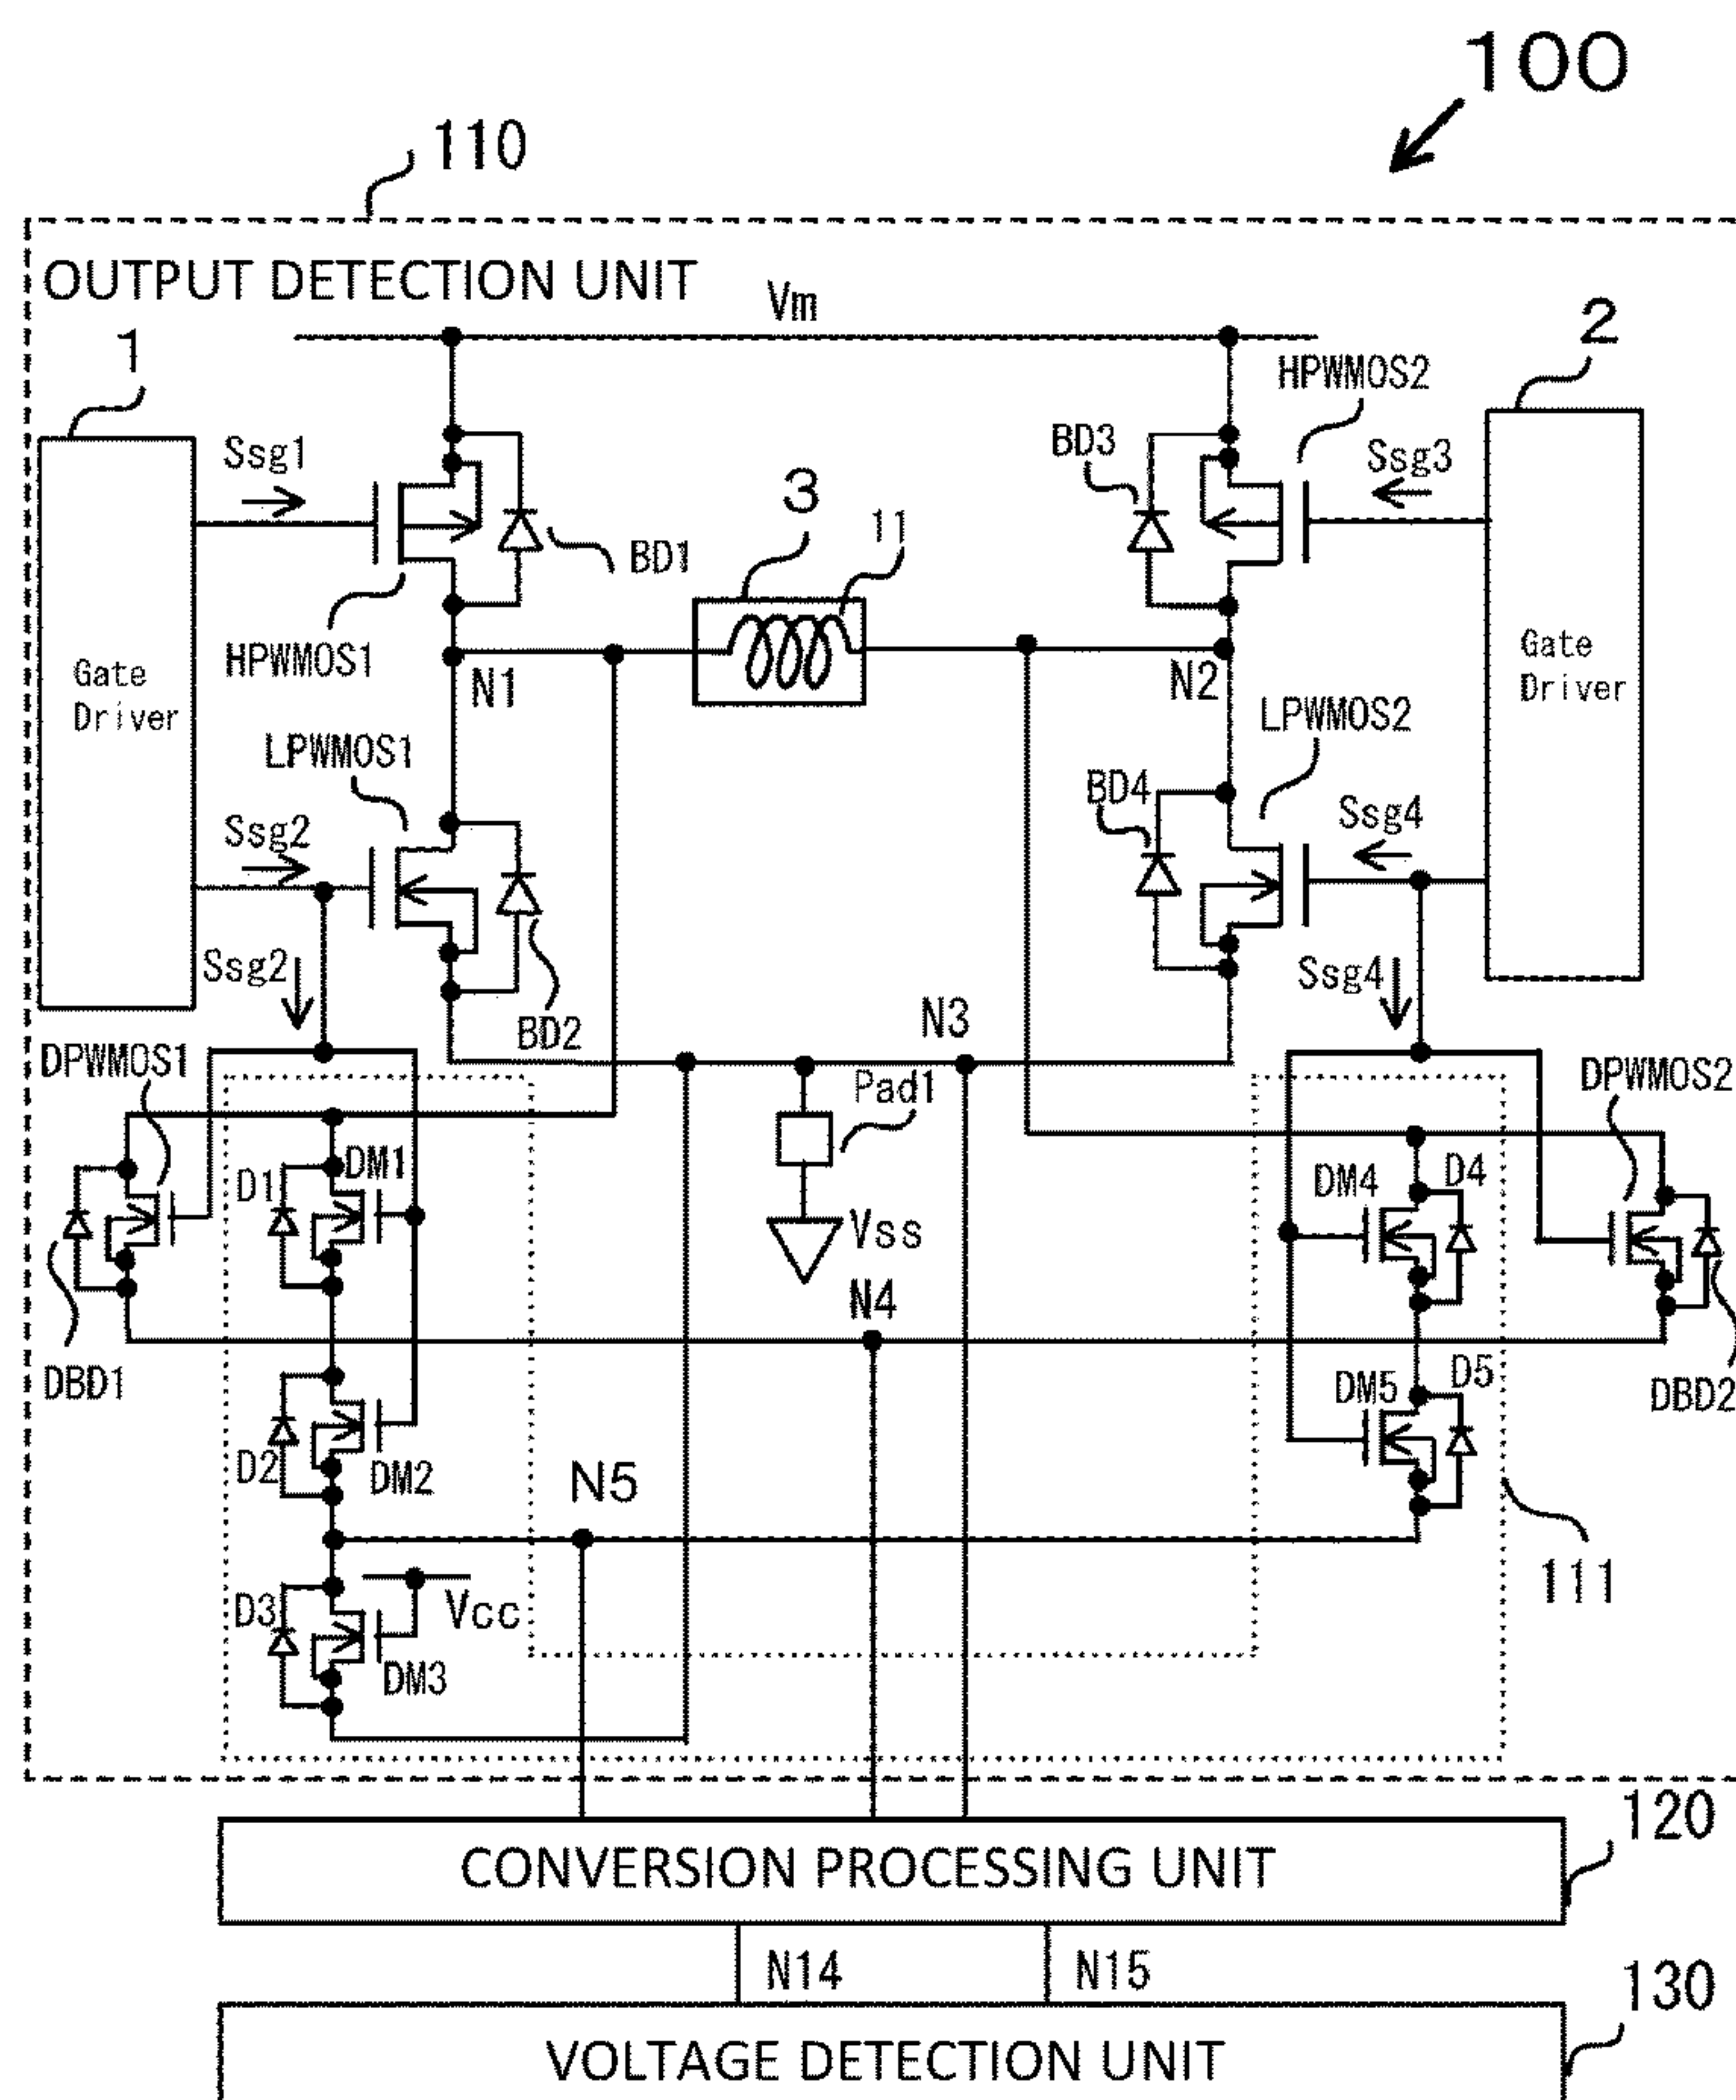 100
110
OUTPUT DETECTION UNIT
Vm
1
2
HPWMOS2
Ssg1
BD3
Ssg3
3
11
BD1
HPWMOS1
Gate
Driver
N1
N2
Gate
Driver
LPWMOS1
LPWMOS2
BD4
Ssg2
Ssg4
Ssg2
Ssg4
BD2
N3
DPWMOS1
Pad1
DPWMOS2
D1
DM1
DM4
D4
Vss
N4
DBD1
DM5
D5
DBD2
D2
DM2
N5
111
D3
Vcc
DM3
120
CONVERSION PROCESSING UNIT
N14
N15
130
VOLTAGE DETECTION UNIT